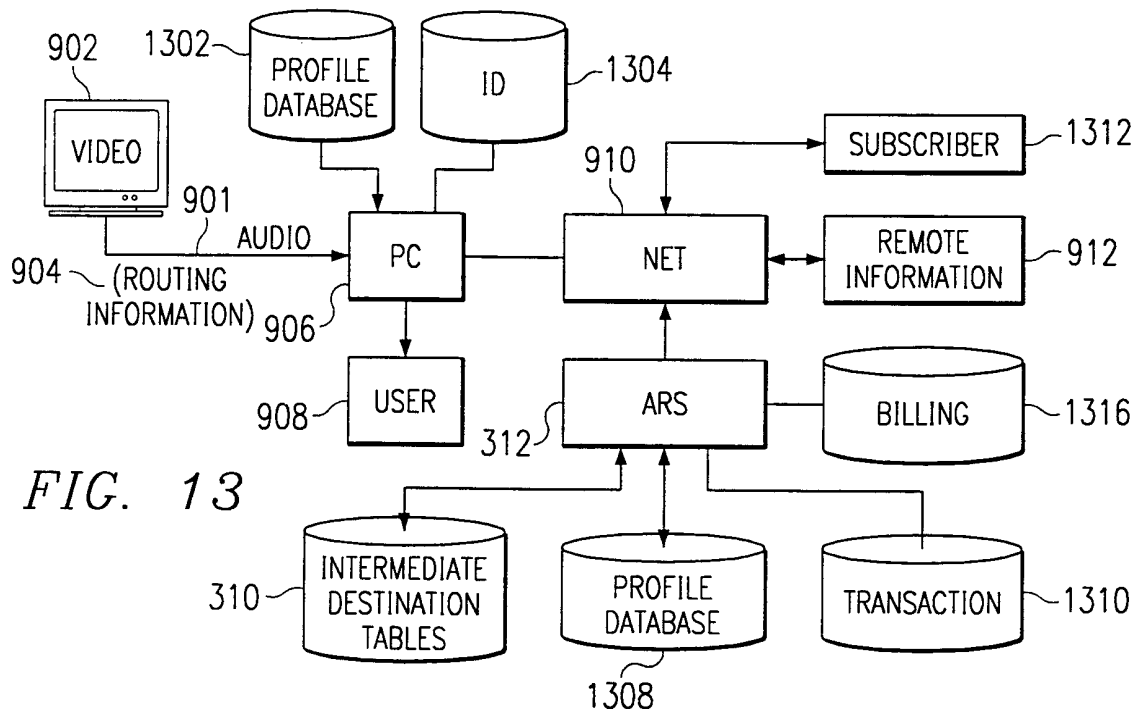 1302
PROFILE
DATABASE
ID
1304
902
VIDEO
901
AUDIO
904
(ROUTING
INFORMATION)
PC
906
910
NET
SUBSCRIBER
1312
REMOTE
INFORMATION
912
USER
908
ARS
312
BILLING
1316
FIG. 13
INTERMEDIATE
DESTINATION
TABLES
310
PROFILE
DATABASE
1308
TRANSACTION
1310